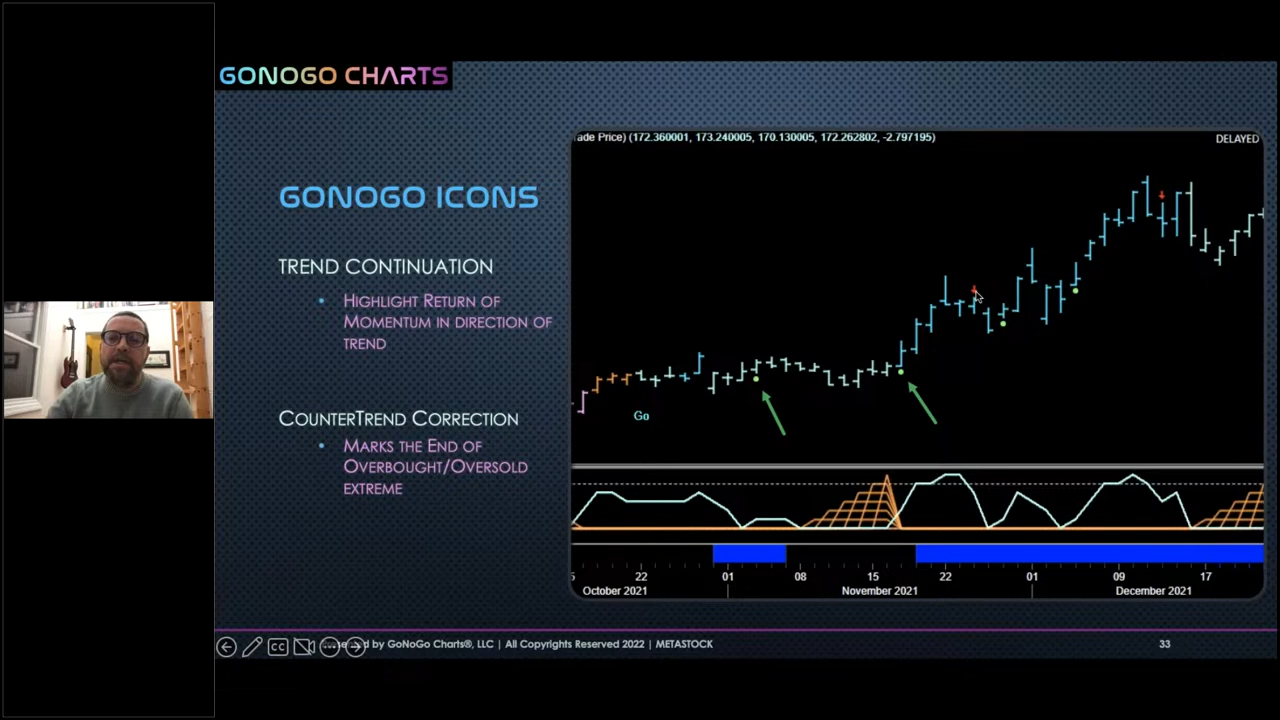 GONOGO CHARTS
GONOGO ICONS
TREND CONTINUATION
• HIGHLIGHT RETURN OF
MOMENTUM IN DIRECTION OF
TREND
COUNTERTREND CORRECTION
• MARKS THE END OF
OVERBOUGHT/OVERSOLD
EXTREME
ade Price) (172.360001, 173.240005, 170.130005, 172.262802, -2.797195)
DELAYED
Go
5 22 01 08 15 22 01 09 17
October 2021 November 2021 December 2021
CC
by GoNoGo Charts®, LLC | All Copyrights Reserved 2022 | METASTOCK
33